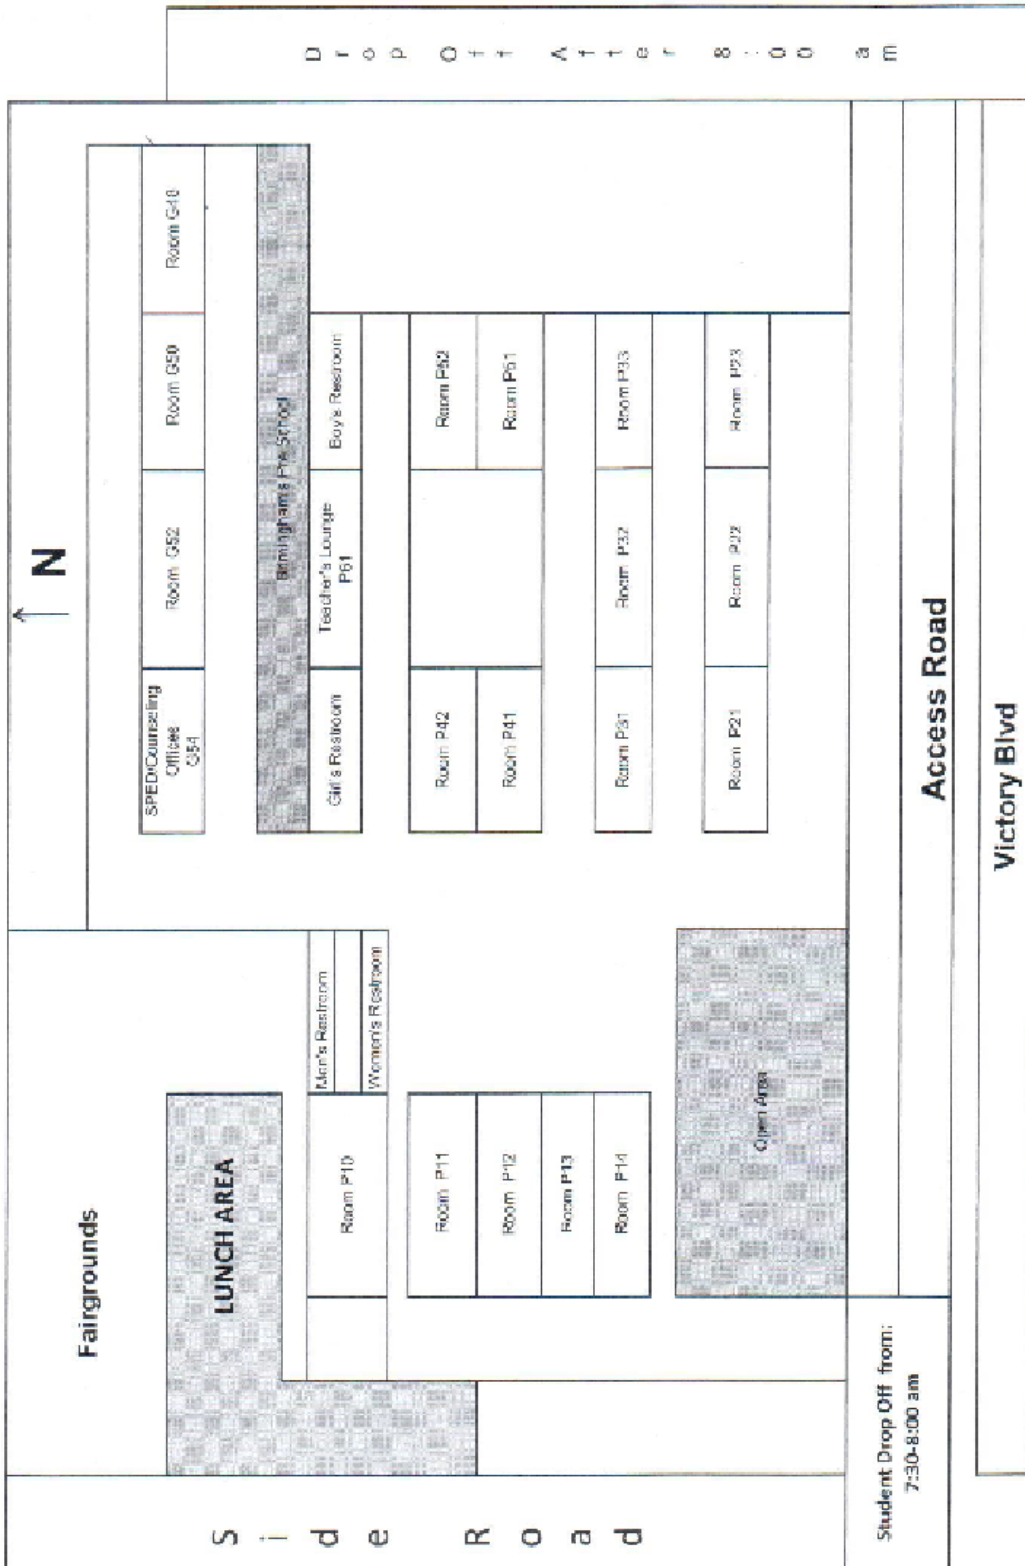 N
Fairgrounds
LUNCH AREA
SPED/Counseling
Offices
G54
Room G52
Room G50
Room G48
Birmingham's Pre School
Men's Restroom
Women's Restroom
Girl's Restroom
Teacher's Lounge
P61
Boy's Restroom
Room P10
Room P11
Room P12
Room P13
Room P14
Room P42
Room P41
Room P52
Room P51
Room P31
Room P32
Room P33
Room P21
Room P22
Room P23
Open Area
Side Road
Drop Off After 8:00 am
Student Drop Off from:
7:30-8:00 am
Access Road
Victory Blvd